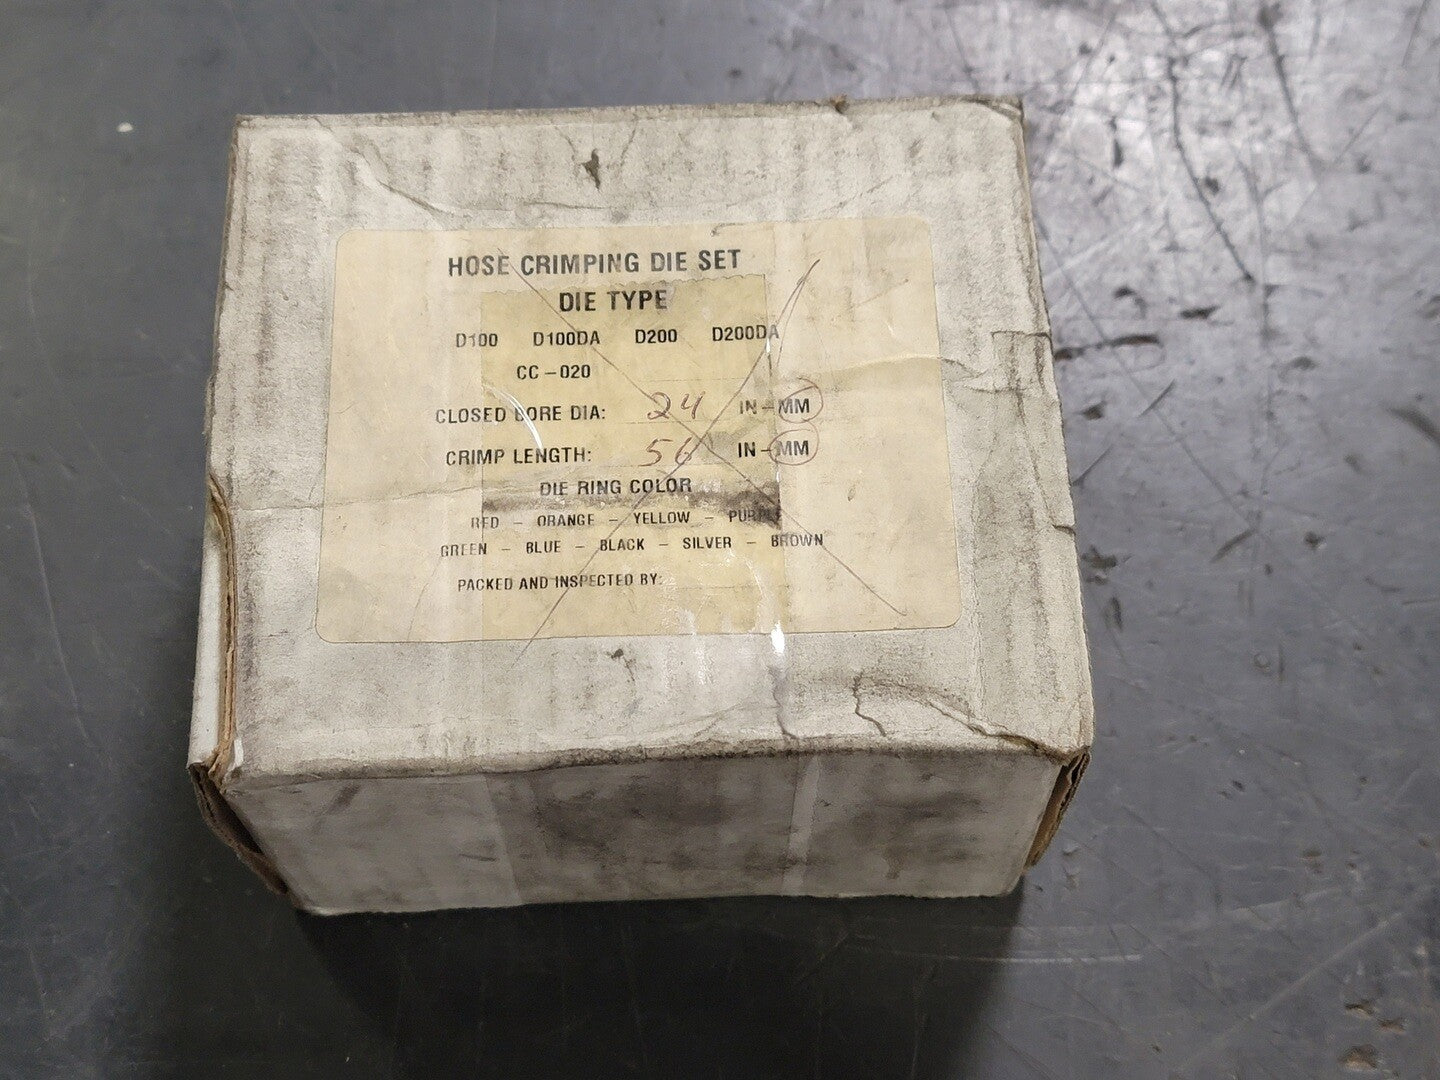 HOSE CRIMPING DIE SET
DIE TYPE
D100 D100DA D200 D200DA
CC-020
CLOSED BORE DIA: 24 IN-MM
CRIMP LENGTH: 56 IN-MM
DIE RING COLOR
RED - ORANGE - YELLOW - PURPLE
GREEN - BLUE - BLACK - SILVER - BROWN
PACKED AND INSPECTED BY: